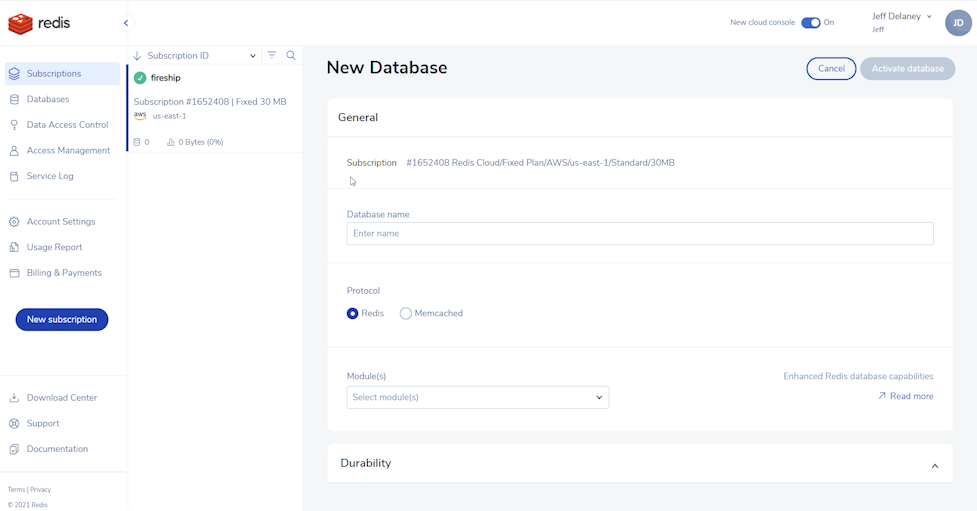 redis
New cloud console
On
Jeff Delaney
Jeff
JD
Subscriptions
Databases
Data Access Control
Access Management
Service Log
Account Settings
Usage Report
Billing & Payments
New subscription
Download Center
Support
Documentation
Terms | Privacy
© 2021 Redis
Subscription ID
fireship
Subscription #1652408 | Fixed 30 MB
aws
us-east-1
0
0 Bytes (0%)
New Database
Cancel
Activate database
General
Subscription #1652408 Redis Cloud/Fixed Plan/AWS/us-east-1/Standard/30MB
Database name
Enter name
Protocol
Redis
Memcached
Module(s)
Enhanced Redis database capabilities
Select module(s)
Read more
Durability